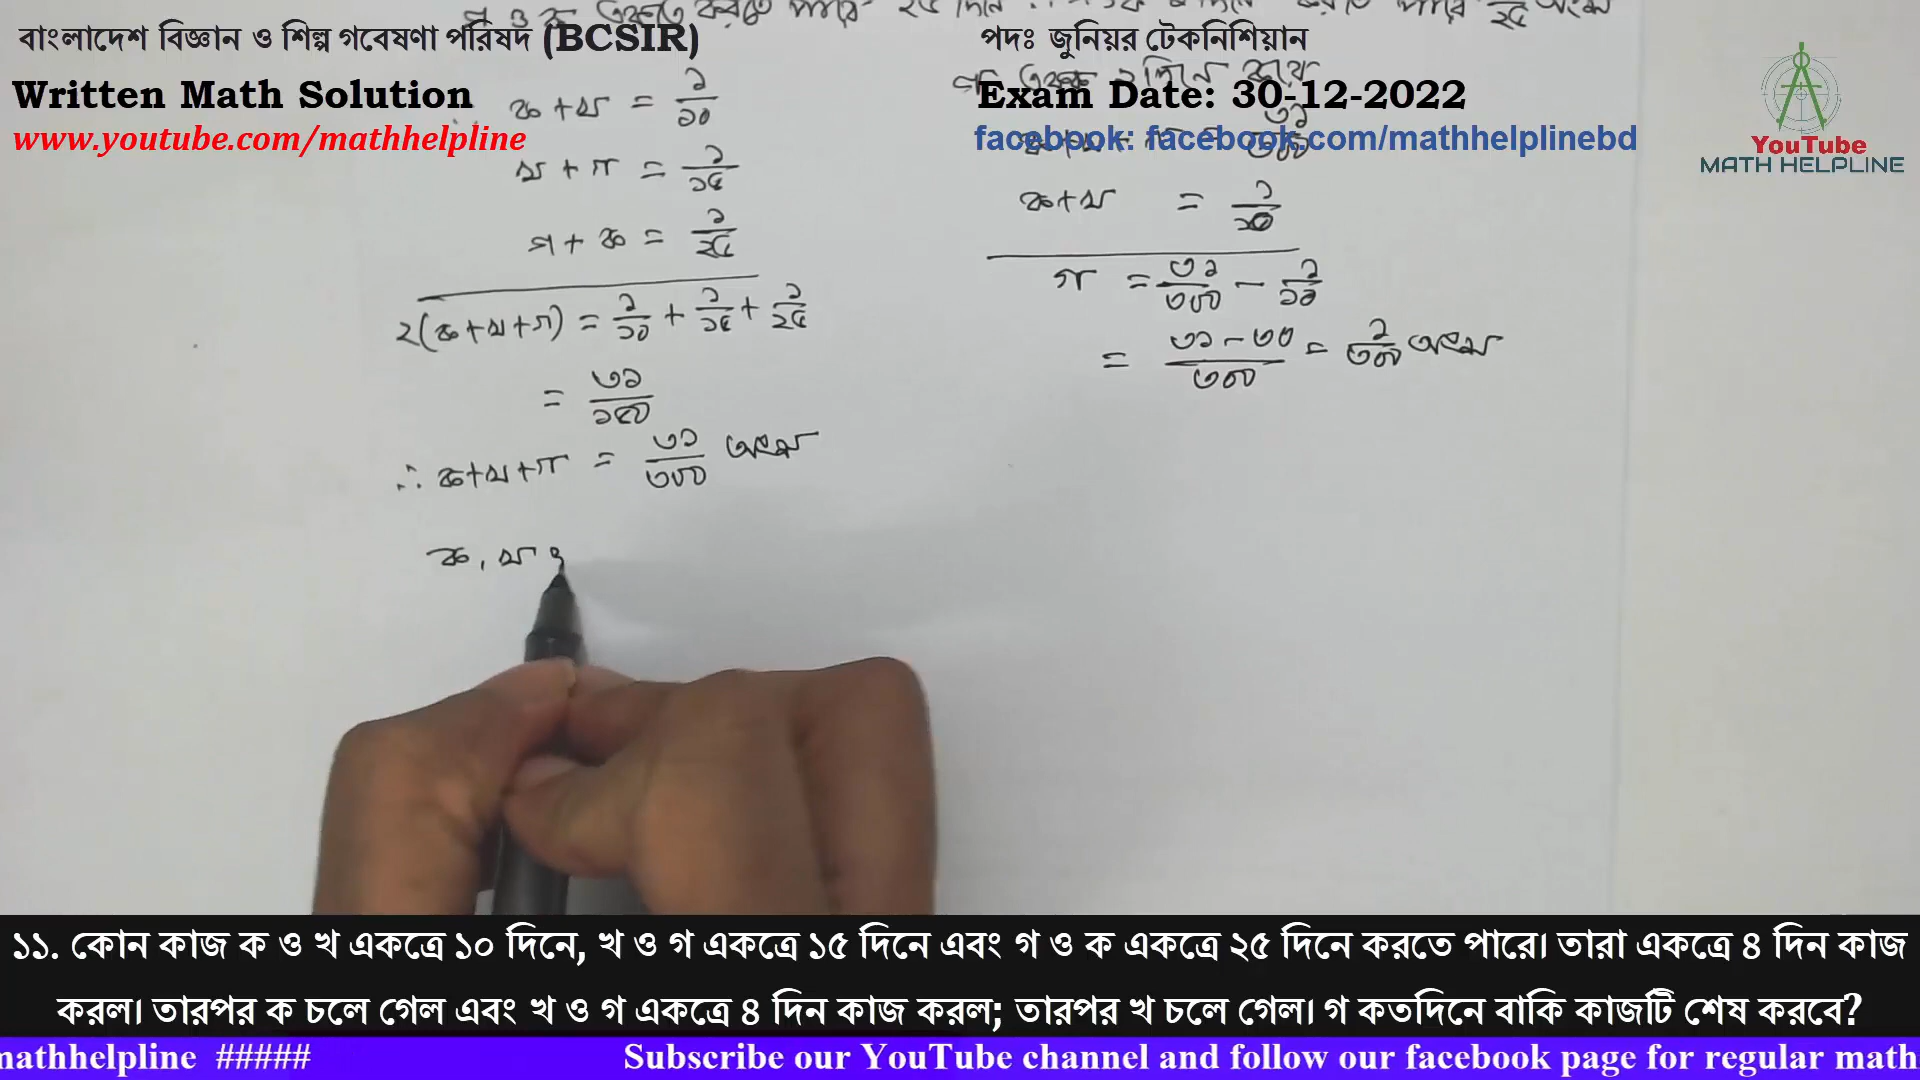 বাংলাদেশ বিজ্ঞান ও শিল্প গবেষণা পরিষদ (BCSIR)
পদঃ জুনিয়র টেকনিশিয়ান
Written Math Solution
Exam Date: 30-12-2022
www.youtube.com/mathhelpline
facebook: facebook.com/mathhelplinebd
YouTube
MATH HELPLINE
ক+খ = ১/১০
খ+গ = ১/১৫
গ+ক = ১/২৫
২(ক+খ+গ) = ১/১০ + ১/১৫ + ১/২৫
= ৩১/১৫০
∴ ক+খ+গ = ৩১/৩০০ অংশ
ক, খ ও
ক+খ = ১/১০
গ = ৩১/৩০০ - ১/১০
= ৩১-৩০/৩০০ = ১/৩০০ অংশ
১১. কোন কাজ ক ও খ একত্রে ১০ দিনে, খ ও গ একত্রে ১৫ দিনে এবং গ ও ক একত্রে ২৫ দিনে করতে পারে। তারা একত্রে ৪ দিন কাজ
করল। তারপর ক চলে গেল এবং খ ও গ একত্রে ৪ দিন কাজ করল; তারপর খ চলে গেল। গ কতদিনে বাকি কাজটি শেষ করবে?
mathhelpline #####
Subscribe our YouTube channel and follow our facebook page for regular math